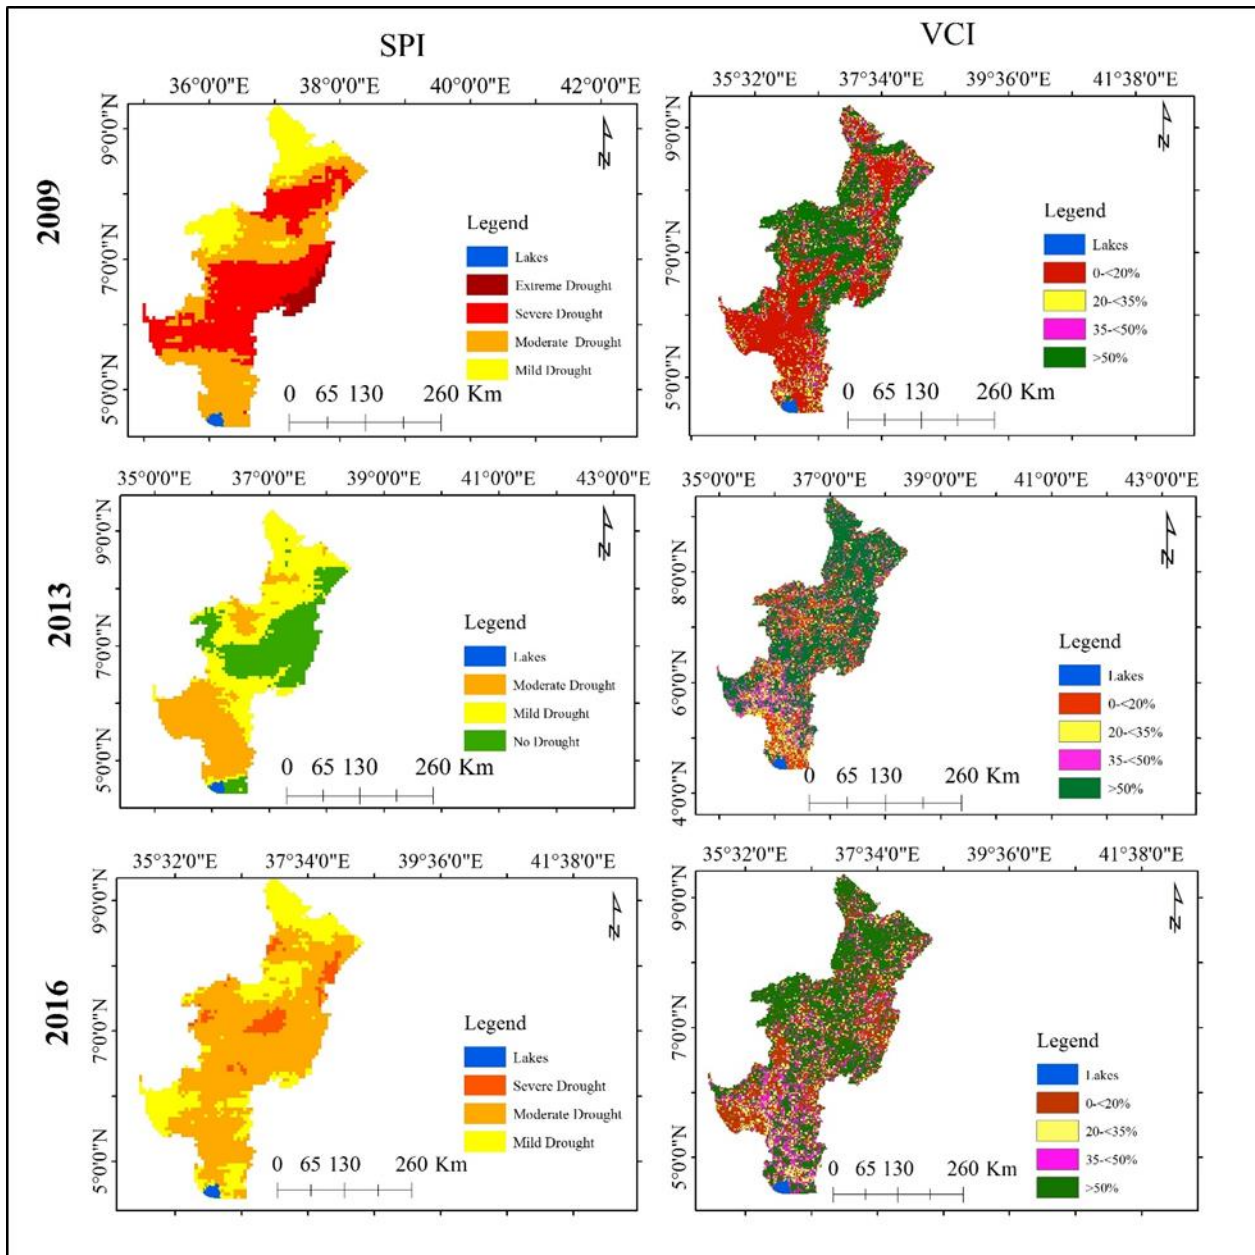 SPI
VCI
2009
36°0'0"E 38°0'0"E 40°0'0"E 42°0'0"E
9°0'0"N
7°0'0"N
5°0'0"N
N
Legend
Lakes
Extreme Drought
Severe Drought
Moderate Drought
Mild Drought
0 65 130 260 Km
35°32'0"E 37°34'0"E 39°36'0"E 41°38'0"E
9°0'0"N
7°0'0"N
5°0'0"N
N
Legend
Lakes
0-<20%
20-<35%
35-<50%
>50%
0 65 130 260 Km
2013
35°0'0"E 37°0'0"E 39°0'0"E 41°0'0"E 43°0'0"E
9°0'0"N
7°0'0"N
5°0'0"N
N
Legend
Lakes
Moderate Drought
Mild Drought
No Drought
0 65 130 260 Km
35°0'0"E 37°0'0"E 39°0'0"E 41°0'0"E 43°0'0"E
8°0'0"N
6°0'0"N
4°0'0"N
N
Legend
Lakes
0-<20%
20-<35%
35-<50%
>50%
0 65 130 260 Km
2016
35°32'0"E 37°34'0"E 39°36'0"E 41°38'0"E
9°0'0"N
7°0'0"N
5°0'0"N
N
Legend
Lakes
Severe Drought
Moderate Drought
Mild Drought
0 65 130 260 Km
35°32'0"E 37°34'0"E 39°36'0"E 41°38'0"E
9°0'0"N
7°0'0"N
5°0'0"N
N
Legend
Lakes
0-<20%
20-<35%
35-<50%
>50%
0 65 130 260 Km